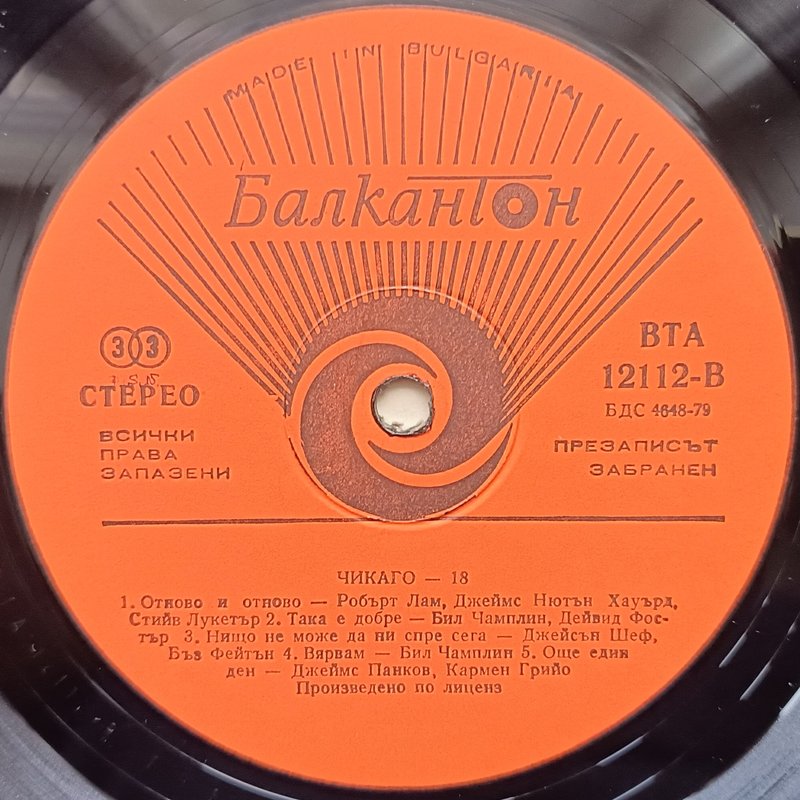 MADE IN BULGARIA
Балкантон
33
СТЕРЕО
ВСИЧКИ
ПРАВА
ЗАПАЗЕНИ
ВТА
12112-В
БДС 4648-79
ПРЕЗАПИСЪТ
ЗАБРАНЕН
ЧИКАГО — 18
1. Отново и отново — Робърт Лам, Джеймс Нютън Хауърд,
Стийв Лукетър 2. Така е добре — Бил Чамплин, Дейвид Фос-
тър 3. Нищо не може да ни спре сега — Джейсън Шеф,
Бъз Фейтън 4. Вярвам — Бил Чамплин 5. Още един
ден — Джеймс Панков, Кармен Грийо
Произведено по лиценз